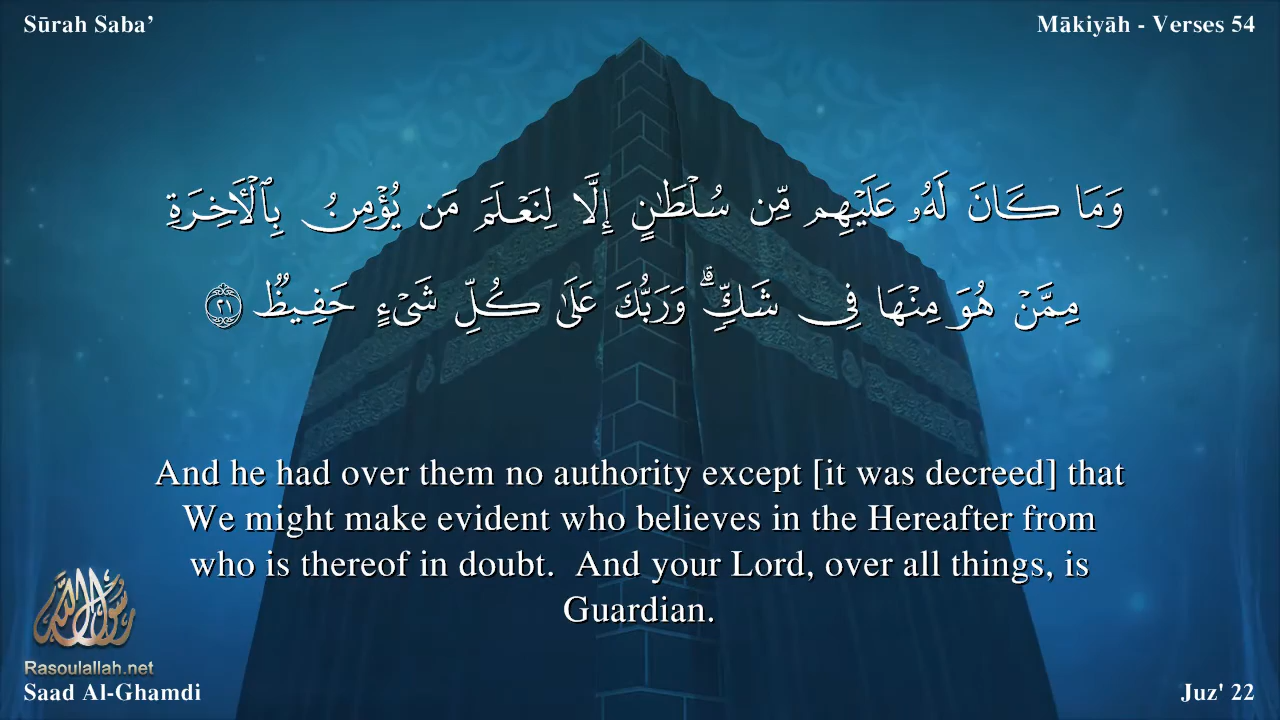 Sūrah Saba’
Mākiyāh - Verses 54
وَمَا كَانَ لَهُۥ عَلَيْهِم مِّن سُلْطَٰنٍ إِلَّا لِنَعْلَمَ مَن يُؤْمِنُ بِٱلْءَاخِرَةِ
مِمَّنْ هُوَ مِنْهَا فِى شَكٍّۢ ۗ وَرَبُّكَ عَلَىٰ كُلِّ شَىْءٍ حَفِيظٌ ٢١
And he had over them no authority except [it was decreed] that
We might make evident who believes in the Hereafter from
who is thereof in doubt.  And your Lord, over all things, is
Guardian.
رسول الله
Rasoulallah.net
Saad Al-Ghamdi
Juz' 22